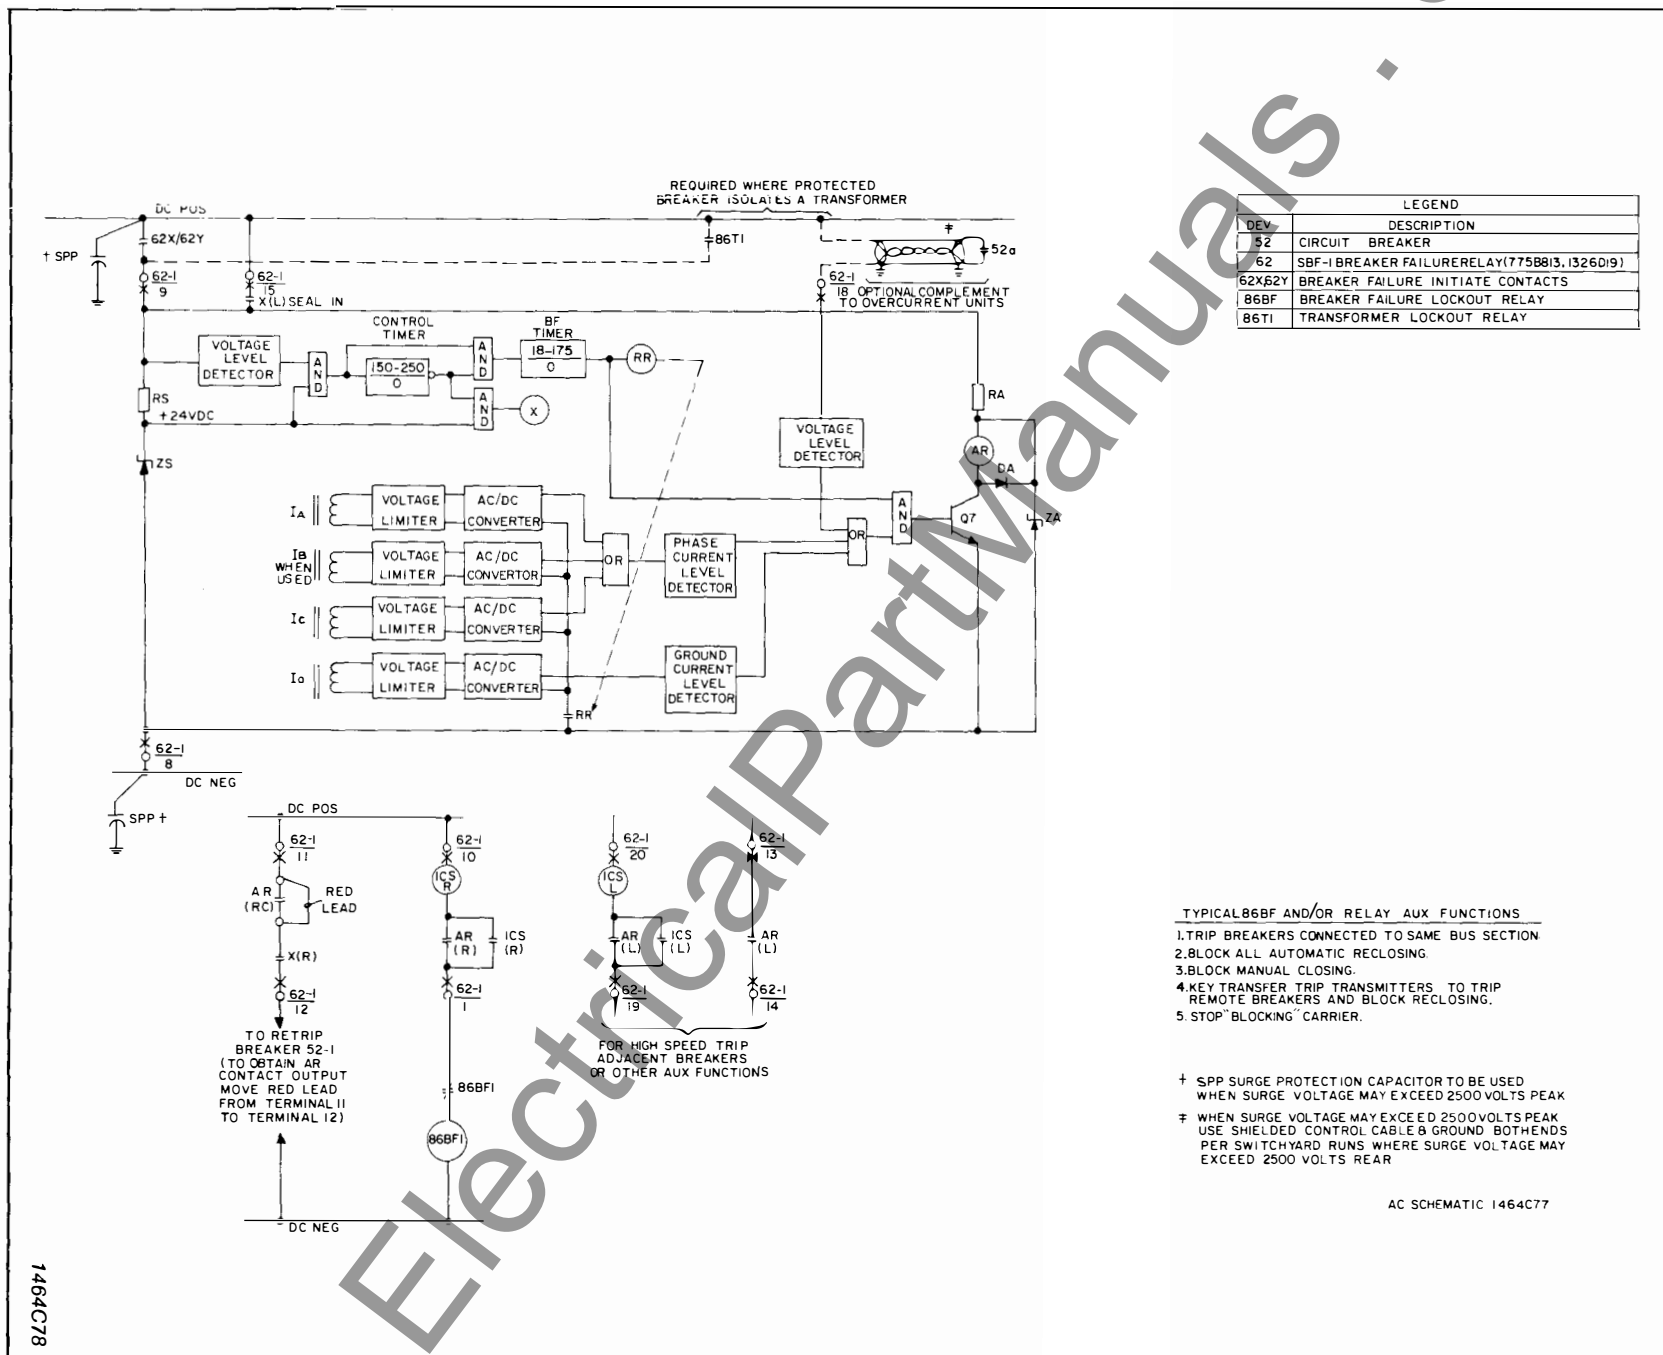 REQUIRED WHERE PROTECTED
BREAKER ISOLATES A TRANSFORMER
DC POS
62X/62Y
† SPP
86TI
52a
‡
62-1
9
62-1
15
X(L) SEAL IN
62-1
18 OPTIONAL COMPLEMENT
TO OVERCURRENT UNITS
LEGEND
DEV DESCRIPTION
52 CIRCUIT BREAKER
62 SBF-1 BREAKER FAILURERELAY(775B813,1326D19)
62X,62Y BREAKER FAILURE INITIATE CONTACTS
86BF BREAKER FAILURE LOCKOUT RELAY
86TI TRANSFORMER LOCKOUT RELAY
CONTROL
TIMER
BF
TIMER
VOLTAGE
LEVEL
DETECTOR
AND
150-250
0
AND
18-175
0
RR
RS
+24VDC
AND
X
RA
VOLTAGE
LEVEL
DETECTOR
AR
DA
ZS
IA
VOLTAGE
LIMITER
AC/DC
CONVERTER
AND
Q7
ZA
IB
WHEN
USED
VOLTAGE
LIMITER
AC/DC
CONVERTOR
OR
PHASE
CURRENT
LEVEL
DETECTOR
OR
IC
VOLTAGE
LIMITER
AC/DC
CONVERTER
Io
VOLTAGE
LIMITER
AC/DC
CONVERTER
GROUND
CURRENT
LEVEL
DETECTOR
RR
62-1
8
DC NEG
SPP †
DC POS
62-1
11
62-1
10
62-1
20
62-1
13
AR
(RC)
RED
LEAD
ICS
R
ICS
L
AR
(R)
ICS
(R)
AR
(L)
ICS
(L)
AR
(L)
X(R)
62-1
12
62-1
1
62-1
19
62-1
14
TO RETRIP
BREAKER 52-1
(TO OBTAIN AR
CONTACT OUTPUT
MOVE RED LEAD
FROM TERMINAL 11
TO TERMINAL 12)
FOR HIGH SPEED TRIP
ADJACENT BREAKERS
OR OTHER AUX FUNCTIONS
86BFI
86BFI
DC NEG
TYPICAL 86BF AND/OR RELAY AUX FUNCTIONS
1.TRIP BREAKERS CONNECTED TO SAME BUS SECTION.
2.BLOCK ALL AUTOMATIC RECLOSING.
3.BLOCK MANUAL CLOSING.
4.KEY TRANSFER TRIP TRANSMITTERS TO TRIP
REMOTE BREAKERS AND BLOCK RECLOSING.
5. STOP "BLOCKING" CARRIER.
† SPP SURGE PROTECTION CAPACITOR TO BE USED
WHEN SURGE VOLTAGE MAY EXCEED 2500 VOLTS PEAK
‡ WHEN SURGE VOLTAGE MAY EXCEED 2500 VOLTS PEAK
USE SHIELDED CONTROL CABLE & GROUND BOTH ENDS
PER SWITCHYARD RUNS WHERE SURGE VOLTAGE MAY
EXCEED 2500 VOLTS REAR
AC SCHEMATIC 1464C77
1464C78
ElectricalPartManuals .